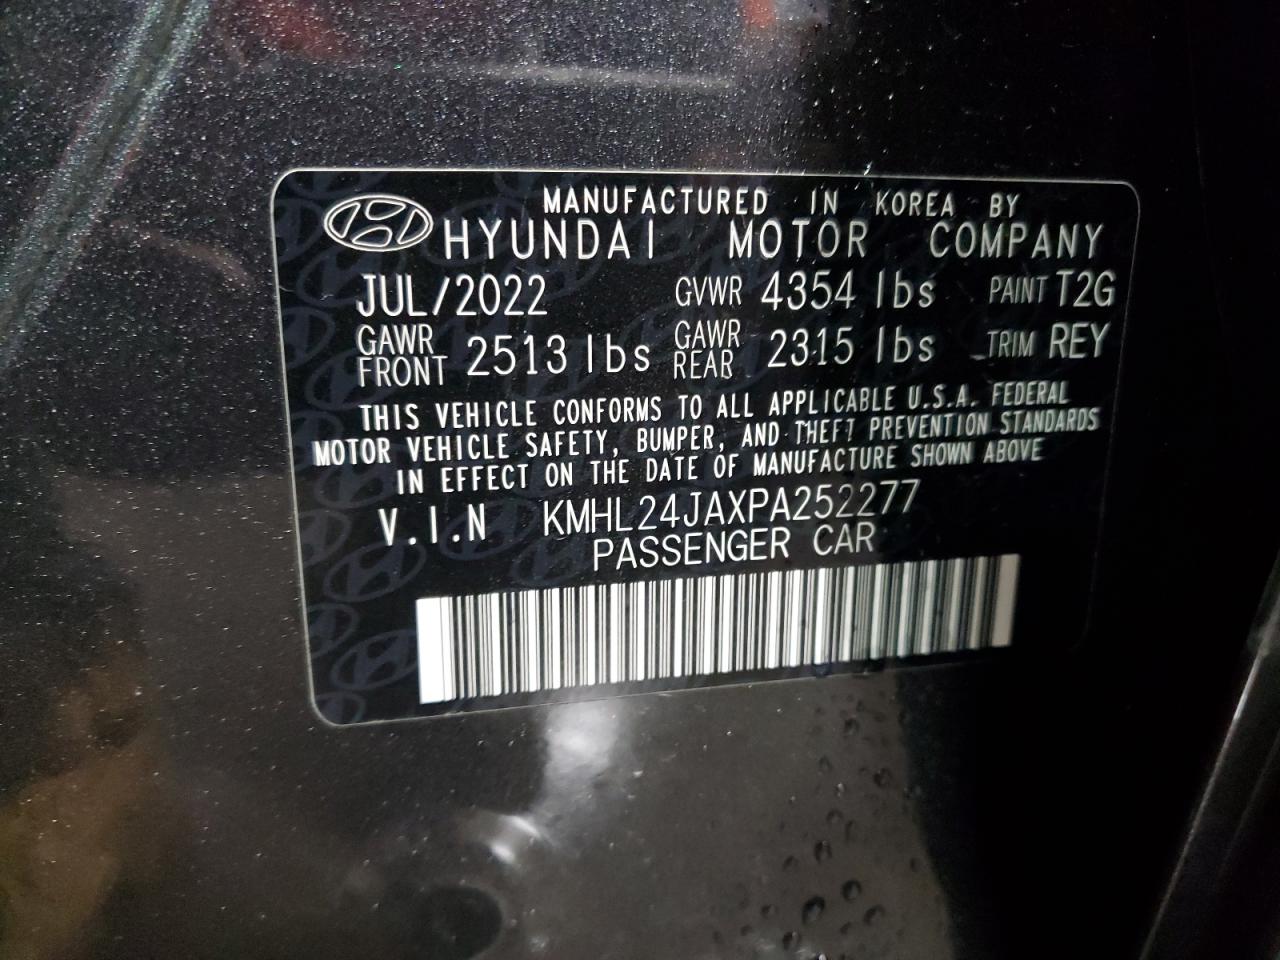 MANUFACTURED IN KOREA BY
HYUNDAI MOTOR COMPANY
JUL/2022 GVWR 4354 lbs PAINT T2G
GAWR FRONT 2513 lbs GAWR REAR 2315 lbs TRIM REY
THIS VEHICLE CONFORMS TO ALL APPLICABLE U.S.A. FEDERAL
MOTOR VEHICLE SAFETY, BUMPER, AND THEFT PREVENTION STANDARDS
IN EFFECT ON THE DATE OF MANUFACTURE SHOWN ABOVE
V.I.N KMHL24JAXPA252277
PASSENGER CAR